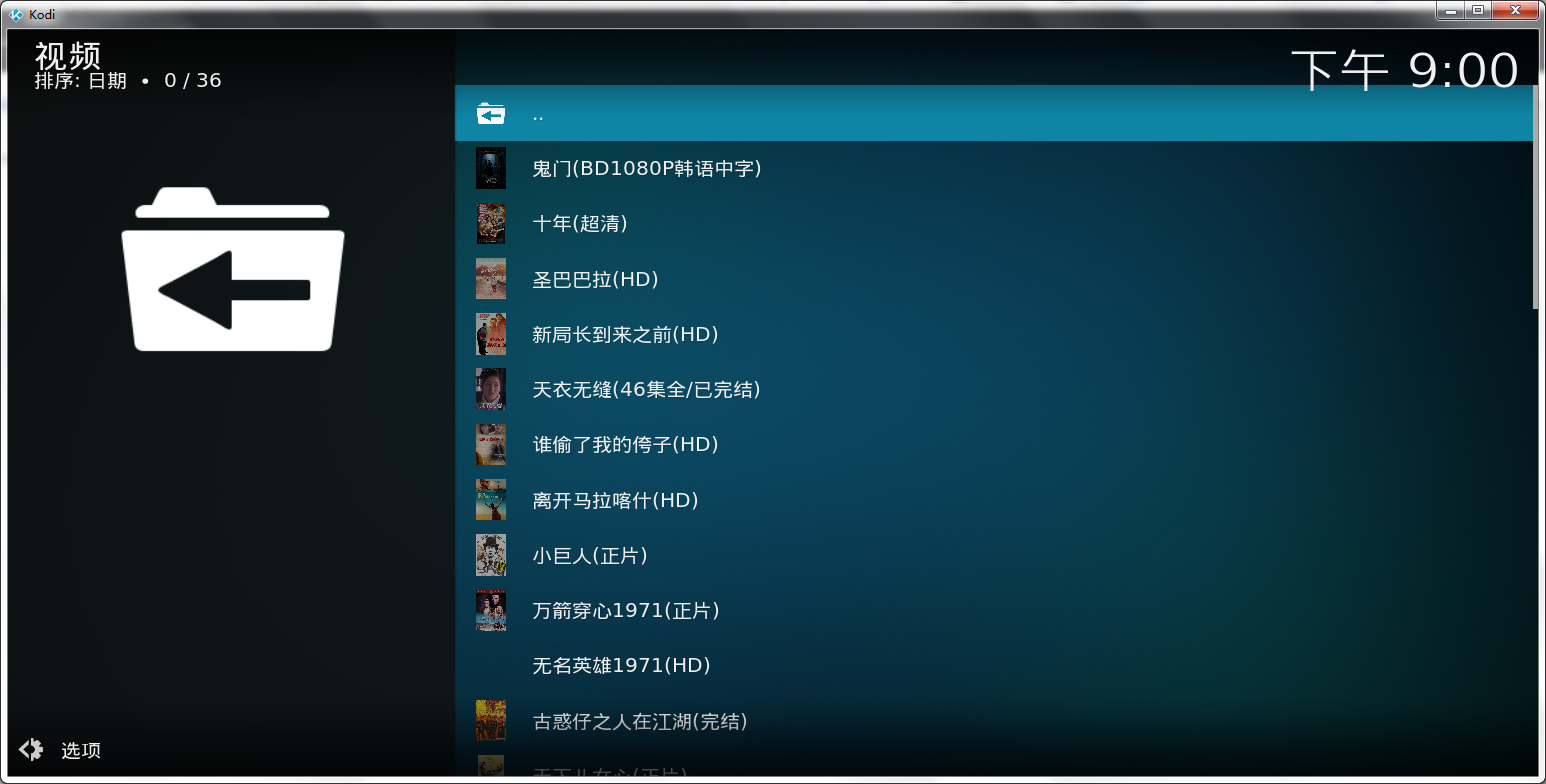 Kodi
视频
排序: 日期 • 0 / 36
下午 9:00
..
鬼门(BD1080P韩语中字)
十年(超清)
圣巴巴拉(HD)
新局长到来之前(HD)
天衣无缝(46集全/已完结)
谁偷了我的侉子(HD)
离开马拉喀什(HD)
小巨人(正片)
万箭穿心1971(正片)
无名英雄1971(HD)
古惑仔之人在江湖(完结)
选项